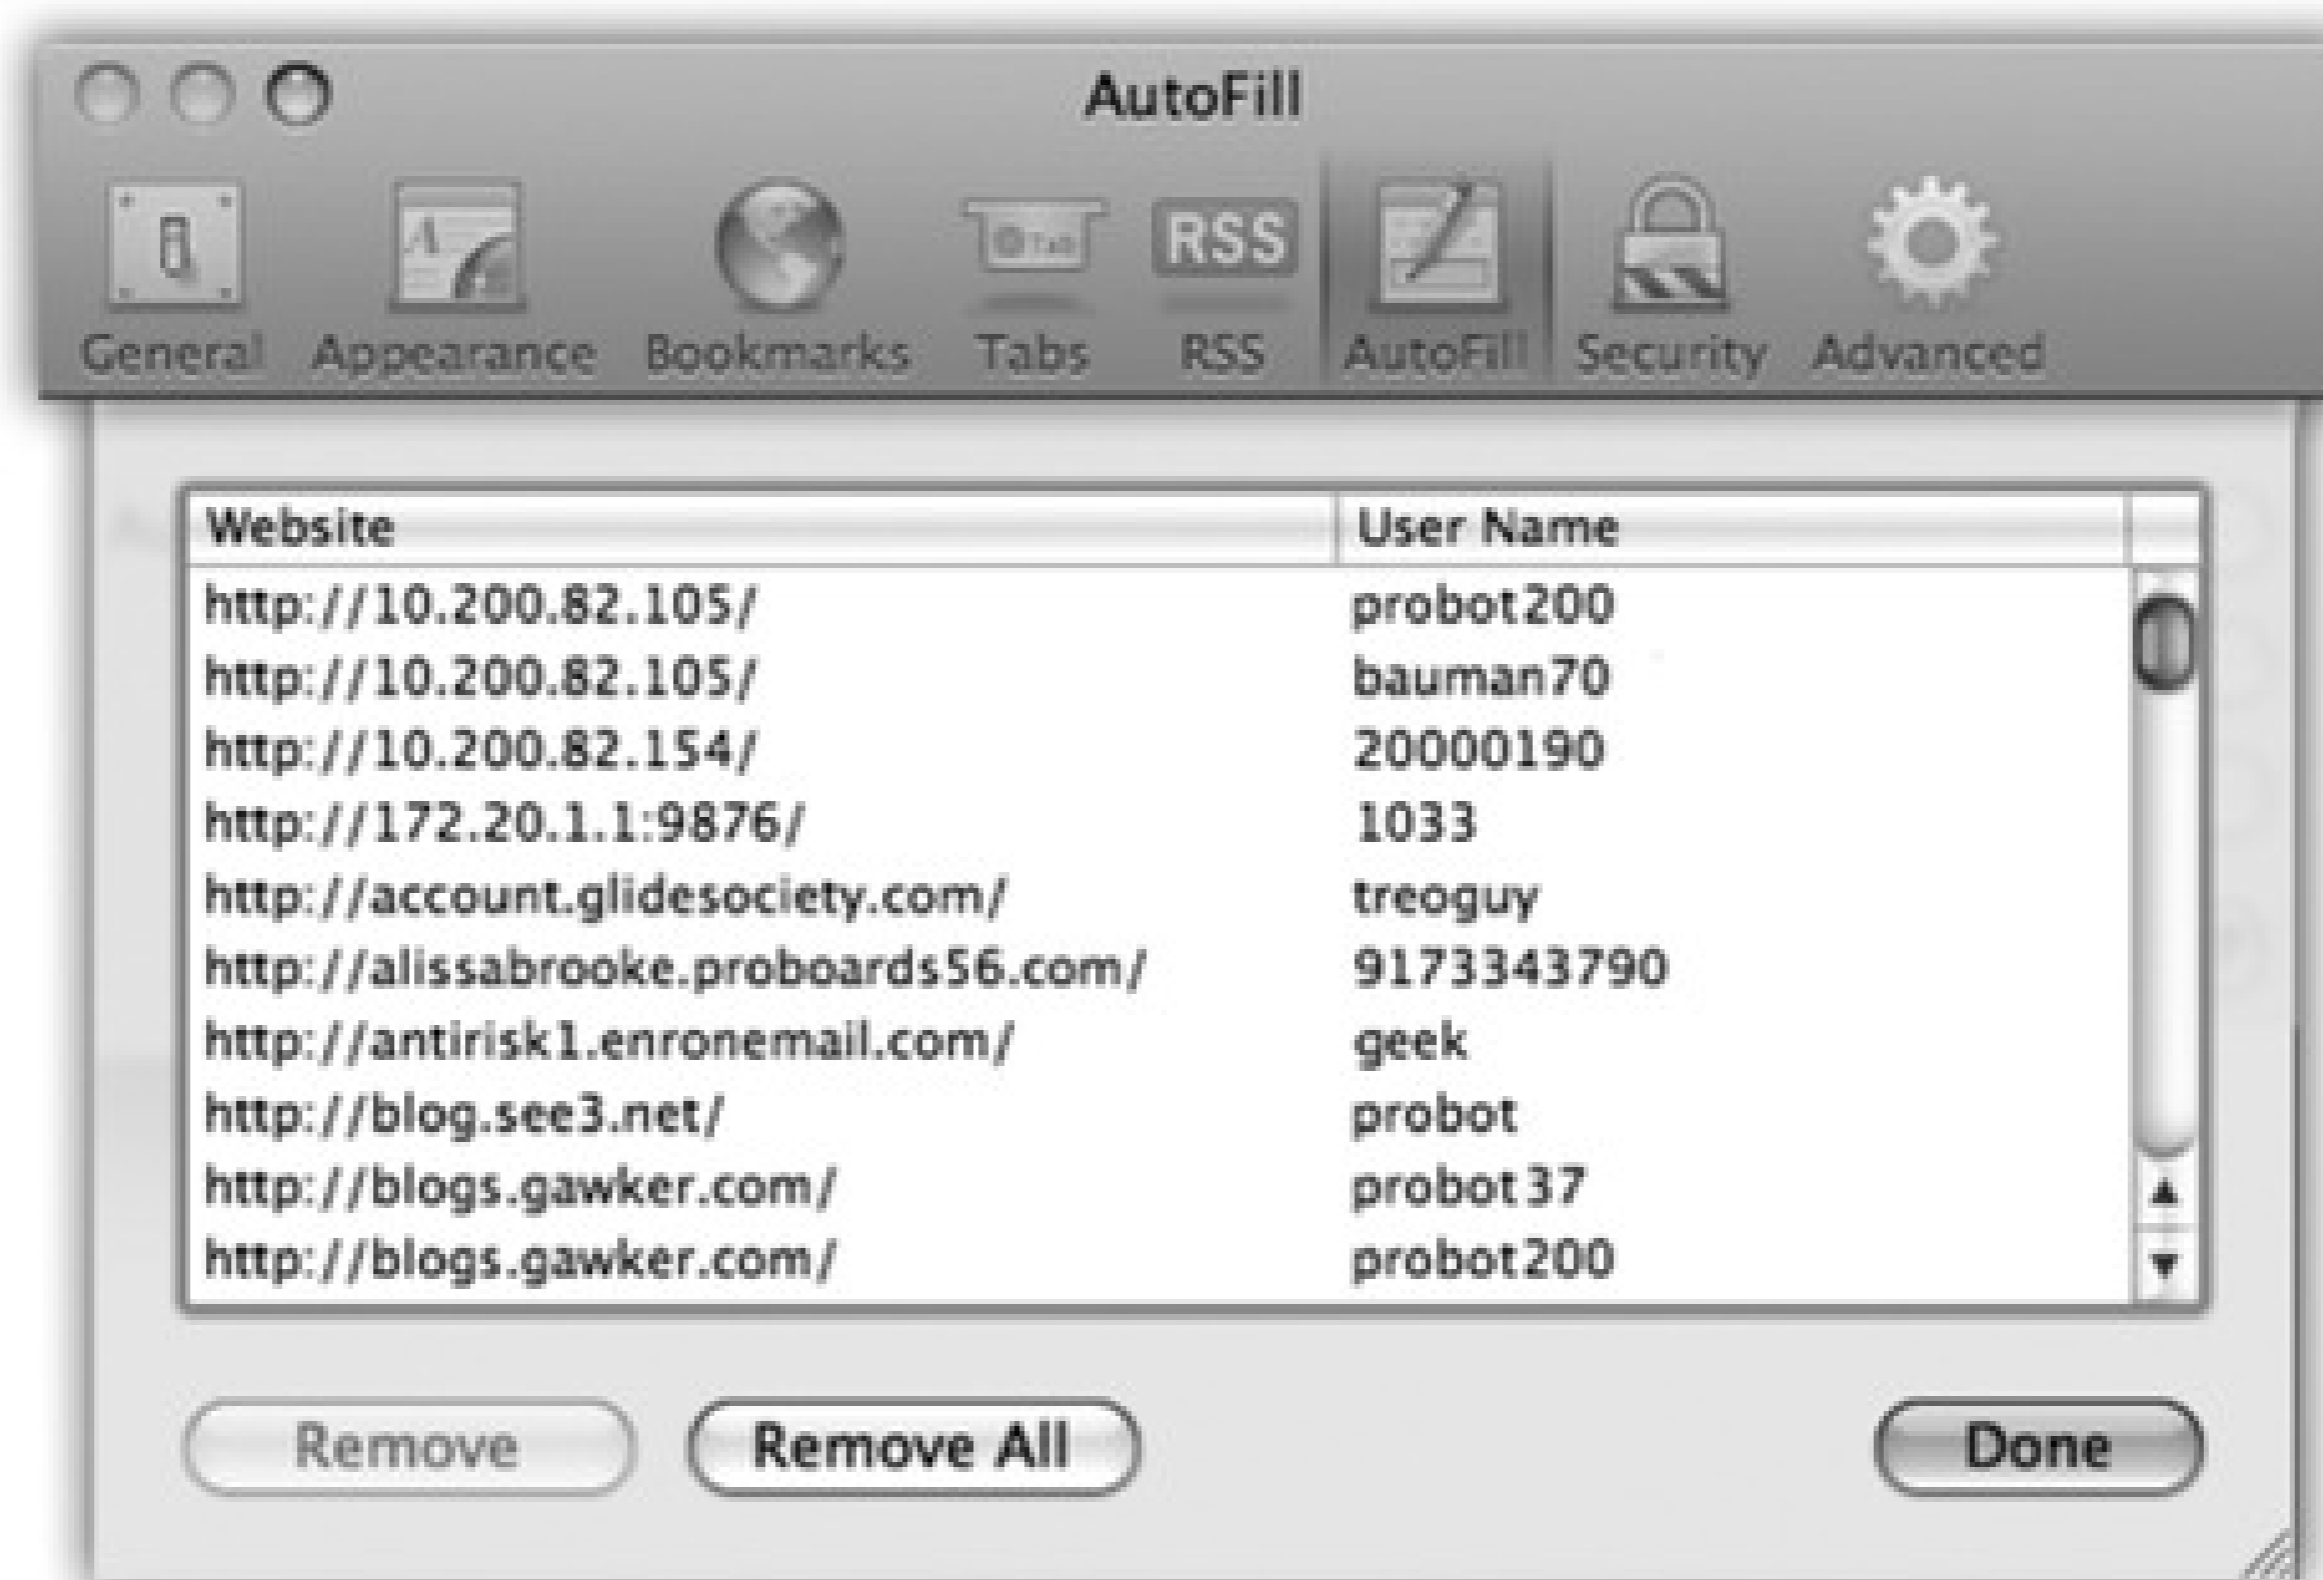 AutoFill
General Appearance Bookmarks Tabs RSS AutoFill Security Advanced
RSS
Tab
Website User Name
http://10.200.82.105/ probot200
http://10.200.82.105/ bauman70
http://10.200.82.154/ 20000190
http://172.20.1.1:9876/ 1033
http://account.glidesociety.com/ treoguy
http://alissabrooke.proboards56.com/ 9173343790
http://antirisk1.enronemail.com/ geek
http://blog.see3.net/ probot
http://blogs.gawker.com/ probot37
http://blogs.gawker.com/ probot200
Remove Remove All Done